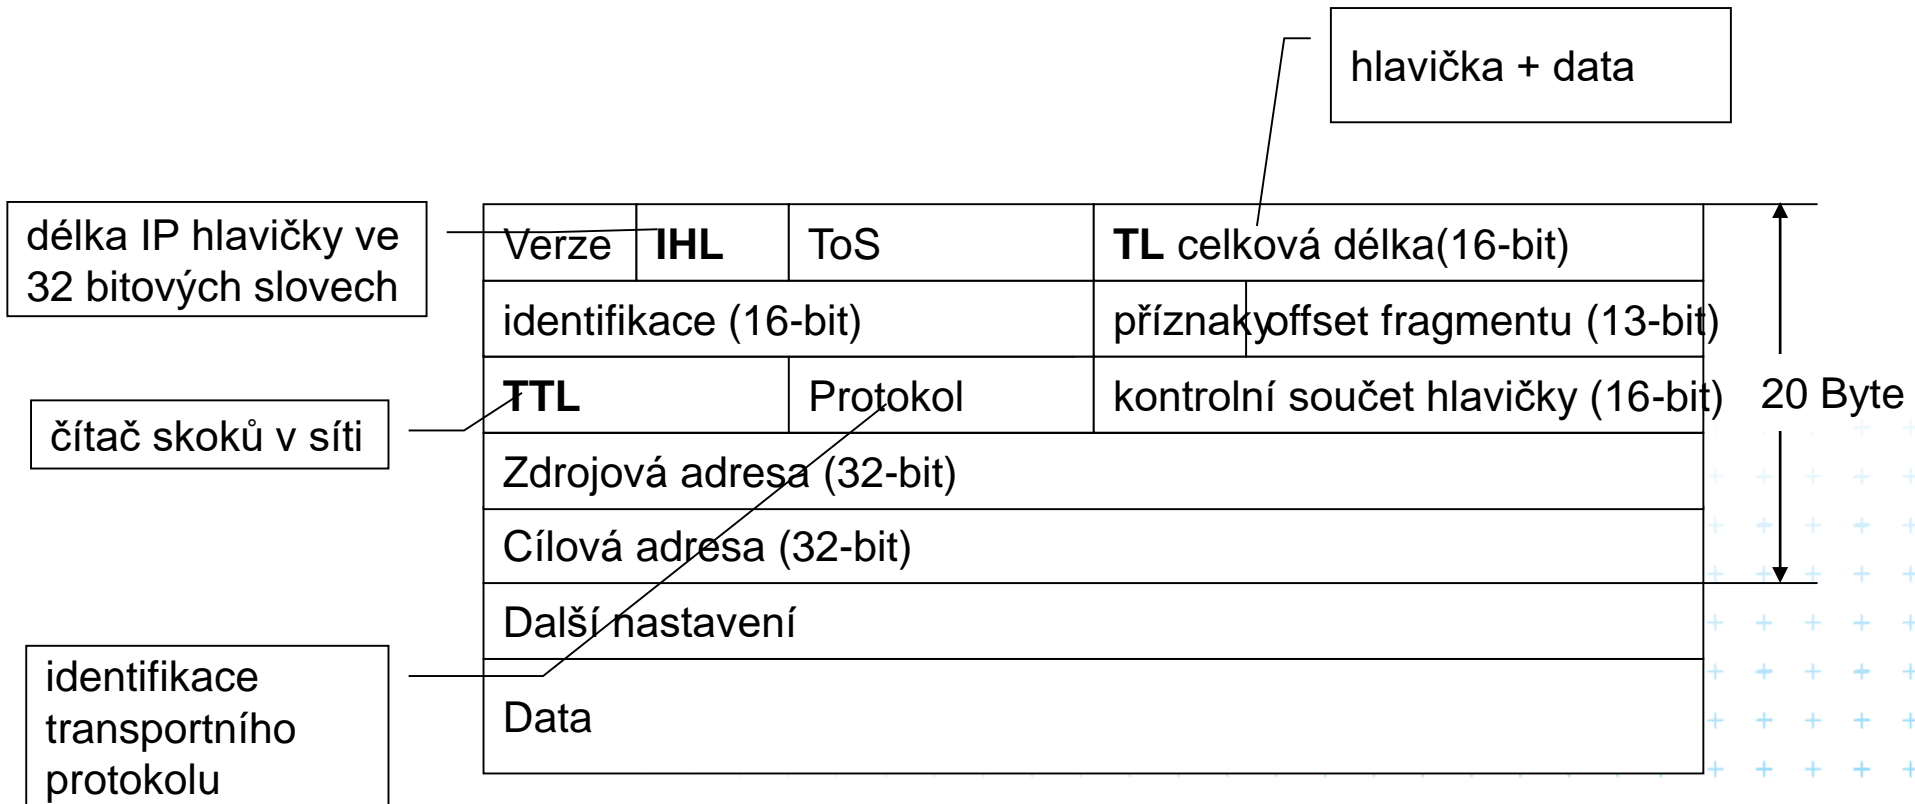 hlavička + data
délka IP hlavičky ve
32 bitových slovech
Verze IHL ToS TL celková délka(16-bit)
identifikace (16-bit) příznaky offset fragmentu (13-bit)
TTL Protokol kontrolní součet hlavičky (16-bit)
20 Byte
čítač skoků v síti
Zdrojová adresa (32-bit)
Cílová adresa (32-bit)
Další nastavení
identifikace
transportního
protokolu
Data